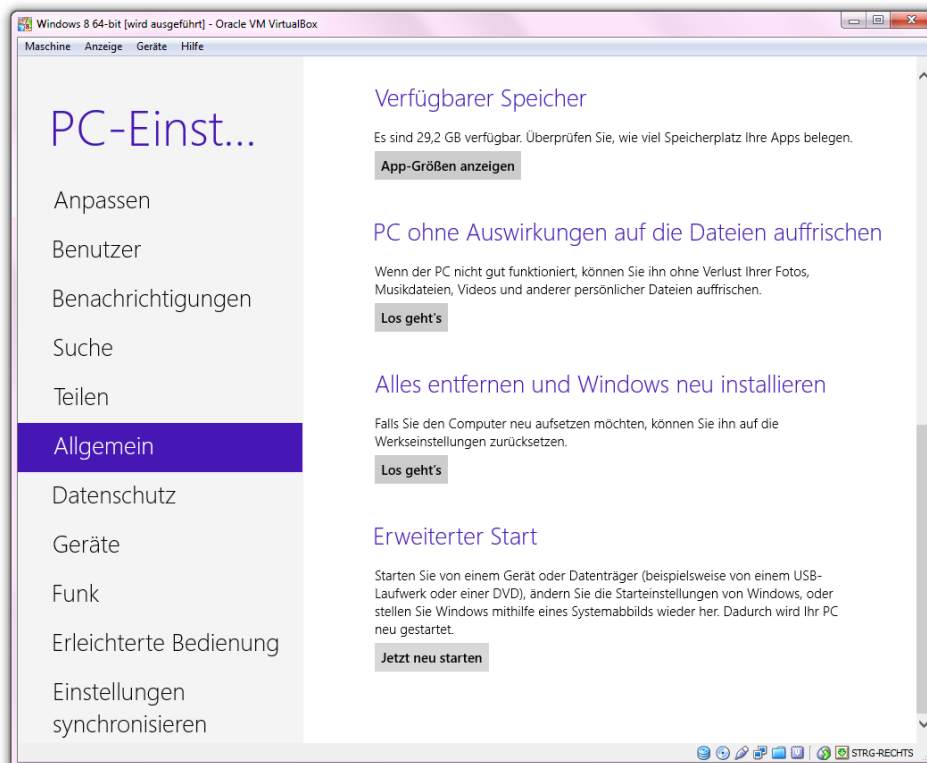 Windows 8 64-bit [wird ausgeführt] - Oracle VM VirtualBox
Maschine Anzeige Geräte Hilfe
PC-Einst...
Anpassen
Benutzer
Benachrichtigungen
Suche
Teilen
Allgemein
Datenschutz
Geräte
Funk
Erleichterte Bedienung
Einstellungen
synchronisieren
Verfügbarer Speicher
Es sind 29,2 GB verfügbar. Überprüfen Sie, wie viel Speicherplatz Ihre Apps belegen.
App-Größen anzeigen
PC ohne Auswirkungen auf die Dateien auffrischen
Wenn der PC nicht gut funktioniert, können Sie ihn ohne Verlust Ihrer Fotos,
Musikdateien, Videos und anderer persönlicher Dateien auffrischen.
Los geht's
Alles entfernen und Windows neu installieren
Falls Sie den Computer neu aufsetzen möchten, können Sie ihn auf die
Werkseinstellungen zurücksetzen.
Los geht's
Erweiterter Start
Starten Sie von einem Gerät oder Datenträger (beispielsweise von einem USB-
Laufwerk oder einer DVD), ändern Sie die Starteinstellungen von Windows, oder
stellen Sie Windows mithilfe eines Systemabbilds wieder her. Dadurch wird Ihr PC
neu gestartet.
Jetzt neu starten
STRG-RECHTS